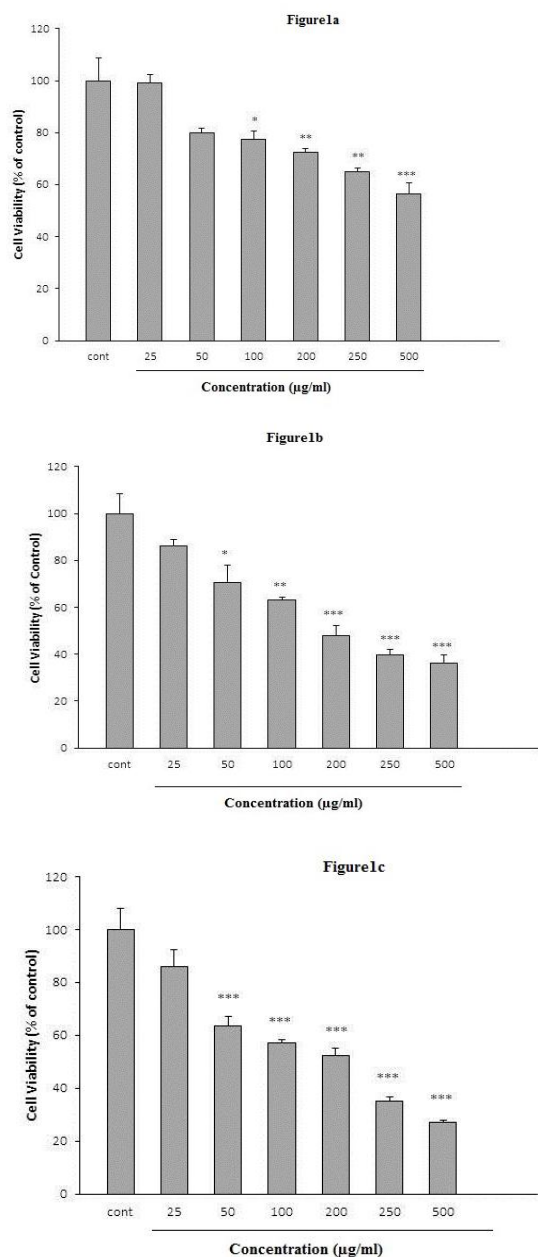 Figure1a
120
100
80
60
40
20
0
Cell Viability (% of control)
* ** ** ***
cont 25 50 100 200 250 500
Concentration (µg/ml)
Figure1b
120
100
80
60
40
20
0
Cell Viability (% of Control)
* ** *** *** ***
cont 25 50 100 200 250 500
Concentration (µg/ml)
Figure1c
120
100
80
60
40
20
0
Cell Viability (% of control)
*** *** *** *** ***
cont 25 50 100 200 250 500
Concentration (µg/ml)